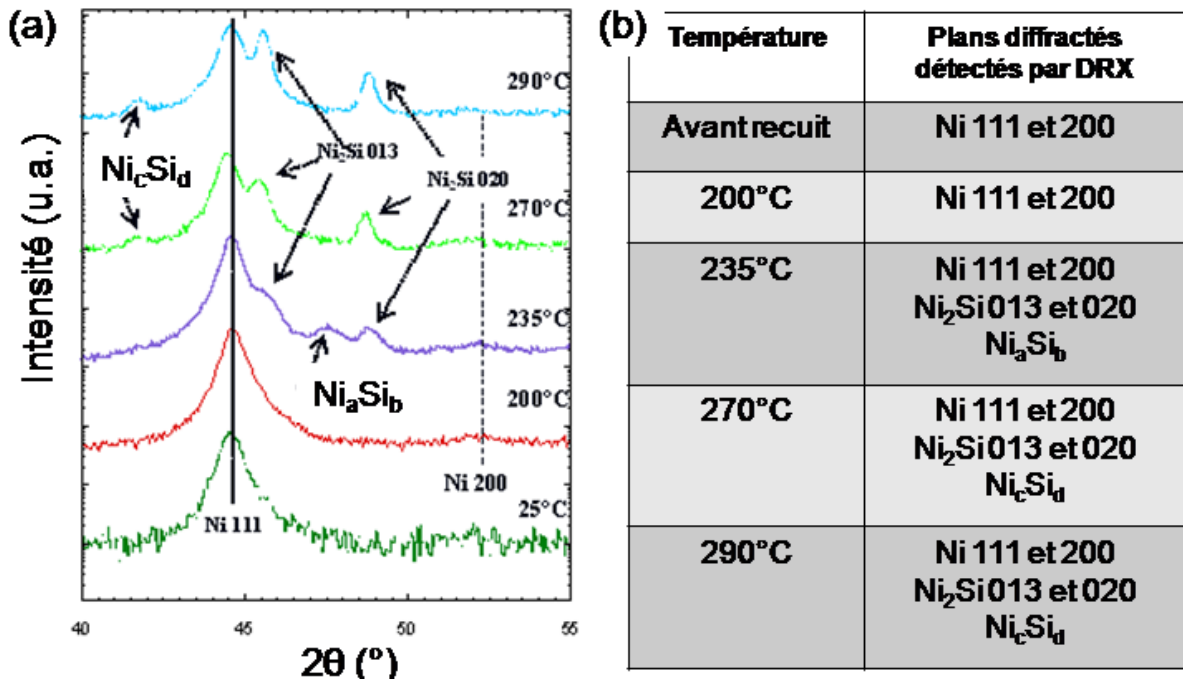 (a)
290°C
NicSid
Ni2Si 013
Ni2Si 020
270°C
235°C
NiaSib
200°C
Ni 200
25°C
Ni 111
Intensité (u.a.)
40 45 50 55
2θ (°)
(b)
Température Plans diffractés
détectés par DRX
Avant recuit Ni 111 et 200
200°C Ni 111 et 200
235°C Ni 111 et 200
Ni₂Si 013 et 020
NiaSib
270°C Ni 111 et 200
Ni₂Si 013 et 020
NicSid
290°C Ni 111 et 200
Ni₂Si 013 et 020
NicSid